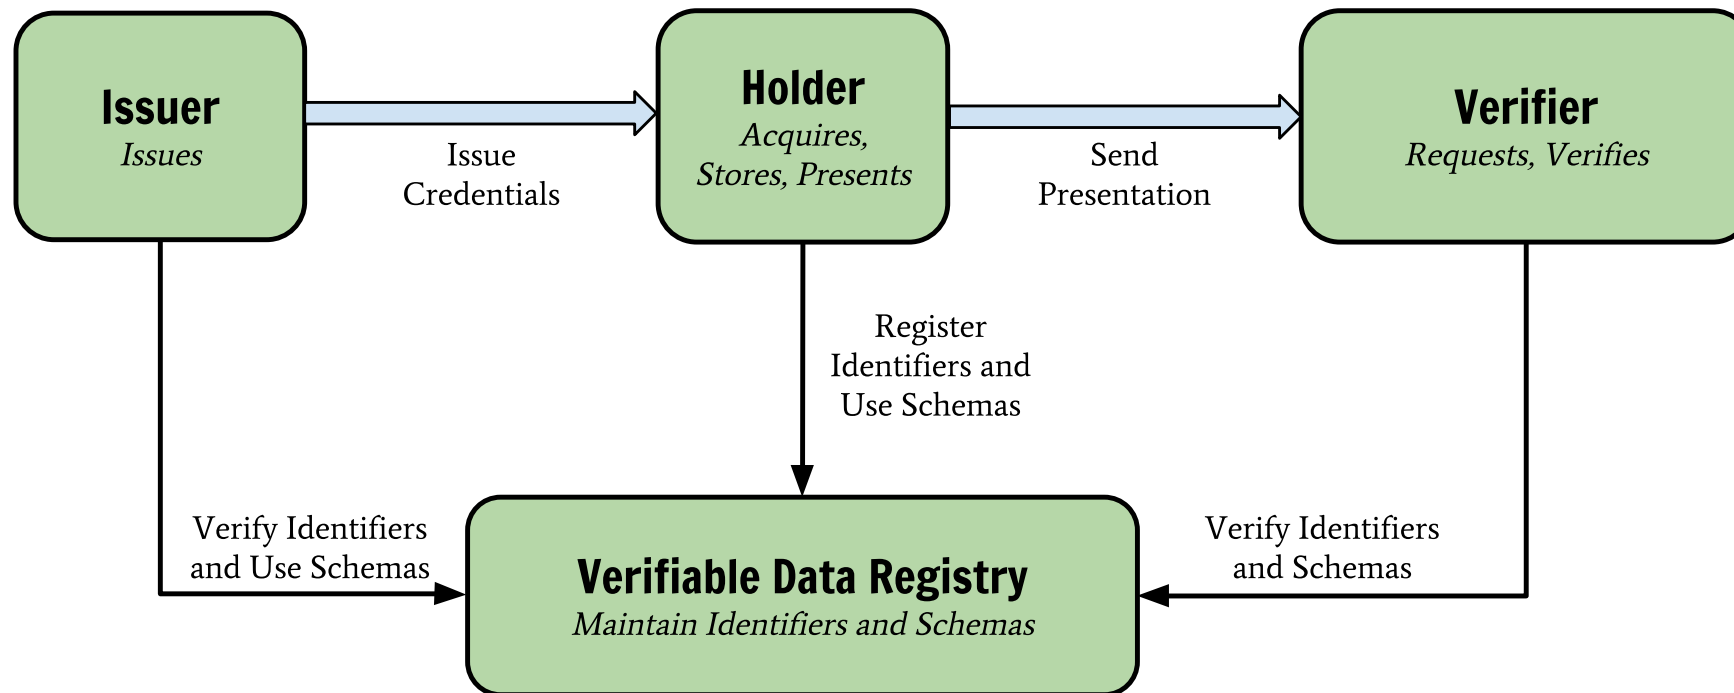 Issuer
Issues
Issue
Credentials
Holder
Acquires,
Stores, Presents
Send
Presentation
Verifier
Requests, Verifies
Register
Identifiers and
Use Schemas
Verify Identifiers
and Use Schemas
Verify Identifiers
and Schemas
Verifiable Data Registry
Maintain Identifiers and Schemas